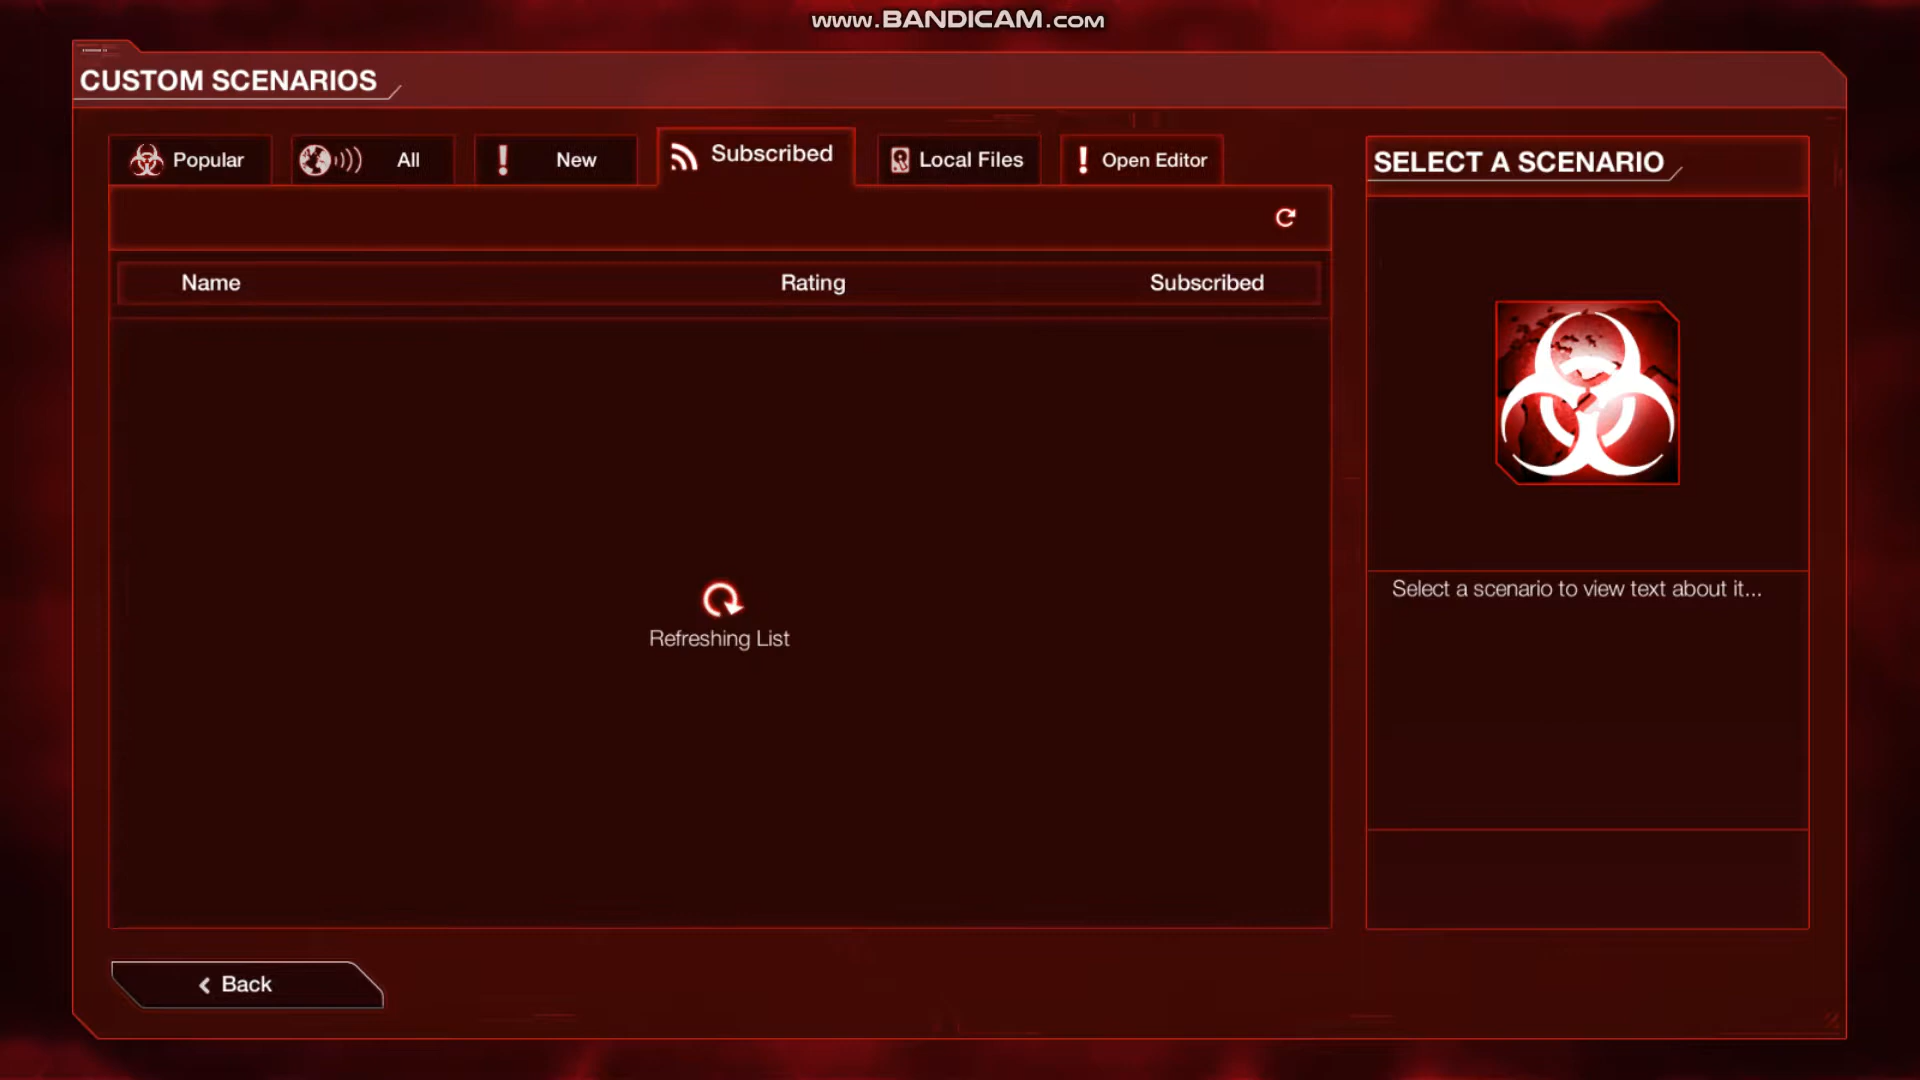 www.BANDICAM.com
CUSTOM SCENARIOS
Popular
All
New
Subscribed
Local Files
Open Editor
Name
Rating
Subscribed
Refreshing List
SELECT A SCENARIO
Select a scenario to view text about it...
Back